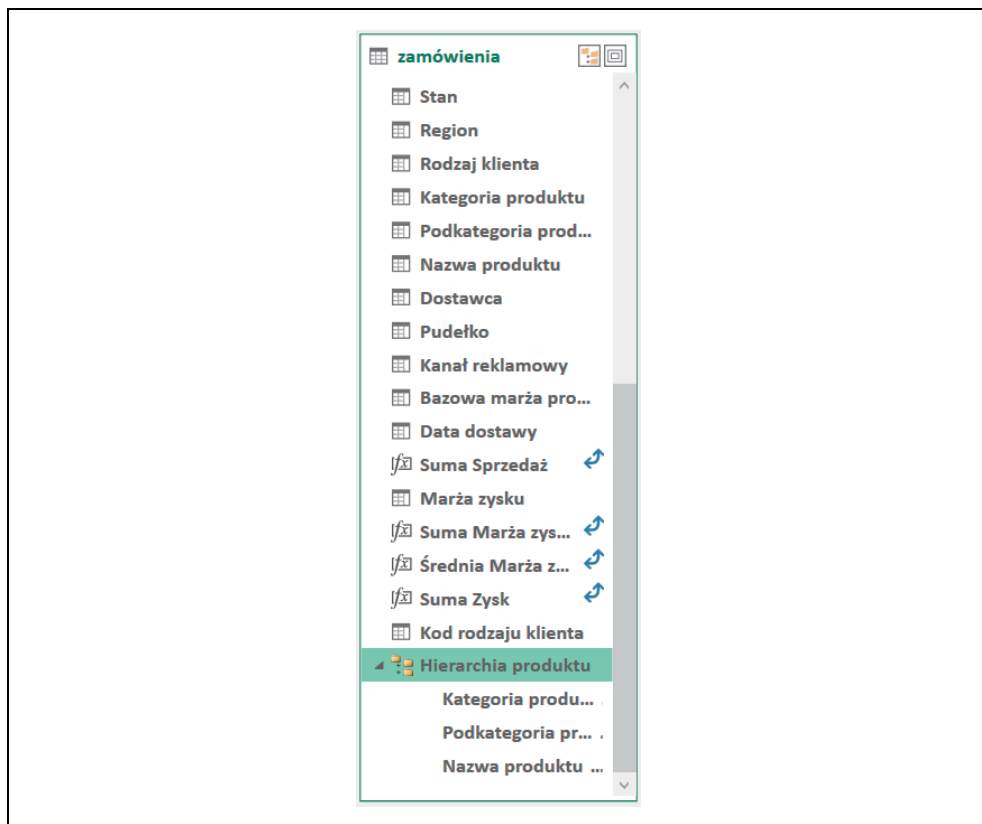 zamówienia
Stan
Region
Rodzaj klienta
Kategoria produktu
Podkategoria prod...
Nazwa produktu
Dostawca
Pudełko
Kanał reklamowy
Bazowa marża pro...
Data dostawy
Suma Sprzedaż
Marża zysku
Suma Marża zys...
Średnia Marża z...
Suma Zysk
Kod rodzaju klienta
Hierarchia produktu
Kategoria produ...
Podkategoria pr...
Nazwa produktu ...